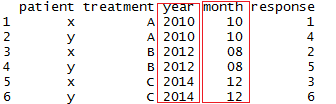 patient treatment year month response
1 x A 2010 10 1
2 y A 2010 10 4
3 x B 2012 08 2
4 y B 2012 08 5
5 x C 2014 12 3
6 y C 2014 12 6